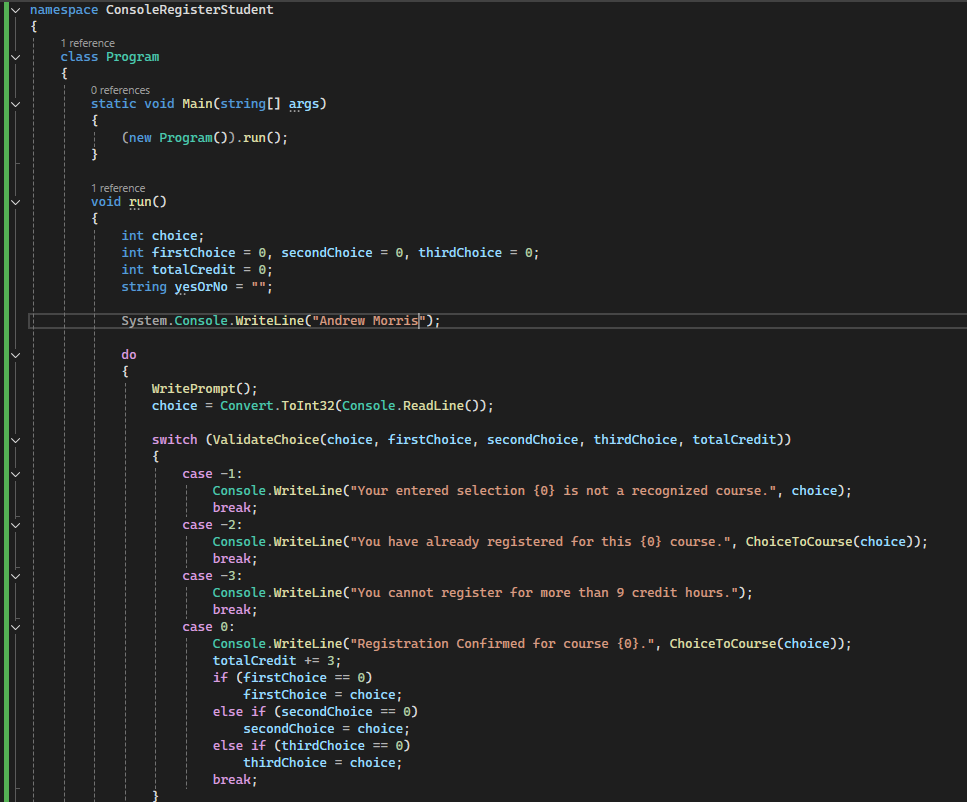 namespace ConsoleRegisterStudent
{
1 reference
class Program
{
0 references
static void Main(string[] args)
{
(new Program()).run();
}
1 reference
void run()
{
int choice;
int firstChoice = 0, secondChoice = 0, thirdChoice = 0;
int totalCredit = 0;
string yesOrNo = "";
System.Console.WriteLine("Andrew Morris");
do
{
WritePrompt();
choice = Convert.ToInt32(Console.ReadLine());
switch (ValidateChoice(choice, firstChoice, secondChoice, thirdChoice, totalCredit))
{
case -1:
Console.WriteLine("Your entered selection {0} is not a recognized course.", choice);
break;
case -2:
Console.WriteLine("You have already registered for this {0} course.", ChoiceToCourse(choice));
break;
case -3:
Console.WriteLine("You cannot register for more than 9 credit hours.");
break;
case 0:
Console.WriteLine("Registration Confirmed for course {0}.", ChoiceToCourse(choice));
totalCredit += 3;
if (firstChoice == 0)
firstChoice = choice;
else if (secondChoice == 0)
secondChoice = choice;
else if (thirdChoice == 0)
thirdChoice = choice;
break;
}